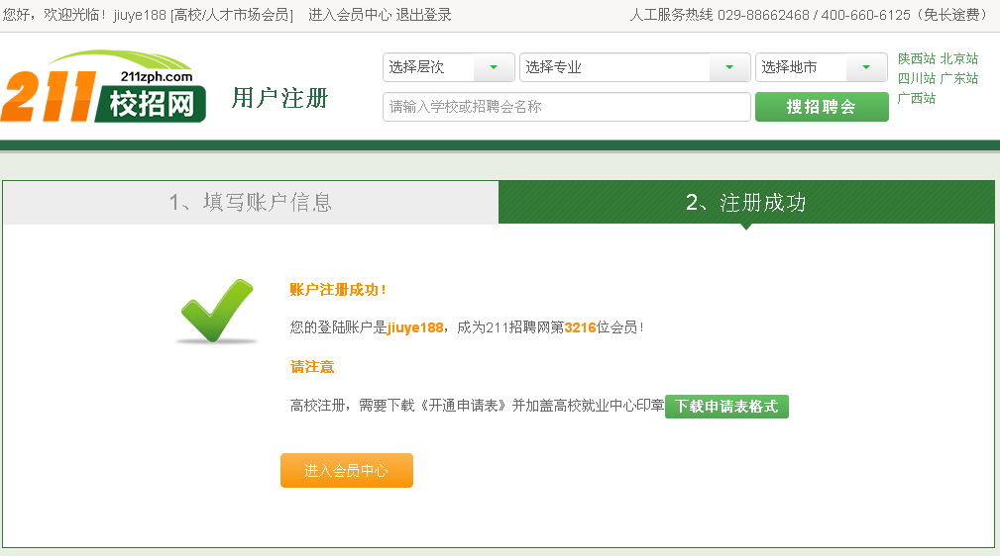 您好，欢迎光临！jiuye188 [高校/人才市场会员] 进入会员中心 退出登录 人工服务热线 029-88662468 / 400-660-6125（免长途费）
211zph.com
211校招网
用户注册
选择层次 选择专业 选择地市
请输入学校或招聘会名称 搜招聘会
陕西站 北京站
四川站 广东站
广西站
1、填写账户信息 2、注册成功
账户注册成功！
您的登陆账户是jiuye188，成为211招聘网第3216位会员！
请注意
高校注册，需要下载《开通申请表》并加盖高校就业中心印章 下载申请表格式
进入会员中心